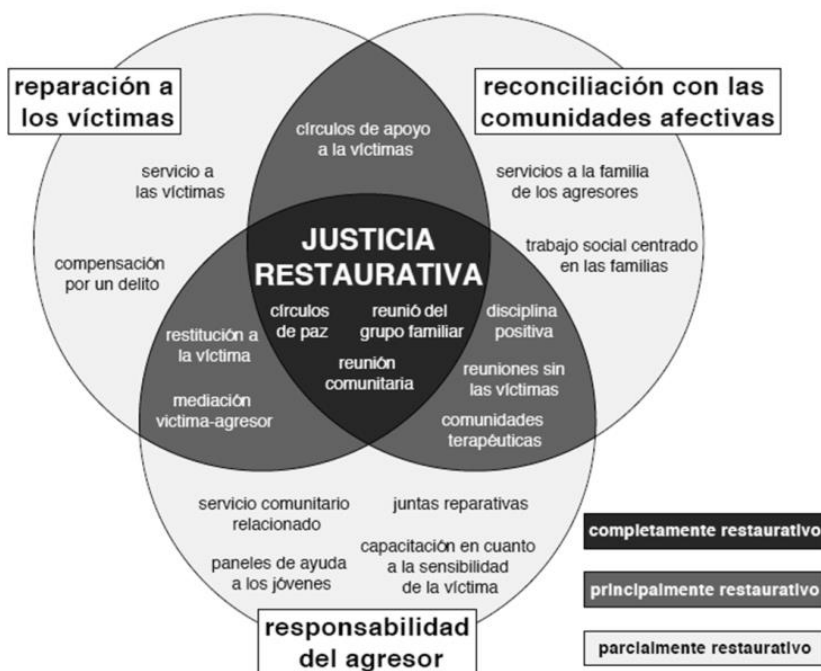 reparación a
los víctimas
reconciliación con las
comunidades afectivas
círculos de apoyo
a la víctimas
servicio a
las víctimas
servicios a la familia
de los agresores
compensación
por un delito
trabajo social centrado
en las familias
JUSTICIA
RESTAURATIVA
círculos
de paz
reunió del
grupo familiar
reunión
comunitaria
disciplina
positiva
restitución a
la víctima
reuniones sin
las víctimas
mediación
victima-agresor
comunidades
terapéuticas
servicio comunitario
relacionado
juntas reparativas
paneles de ayuda
a los jóvenes
capacitación en cuanto
a la sensibilidad
de la víctima
responsabilidad
del agresor
completamente restaurativo
principalmente restaurativo
parcialmente restaurativo